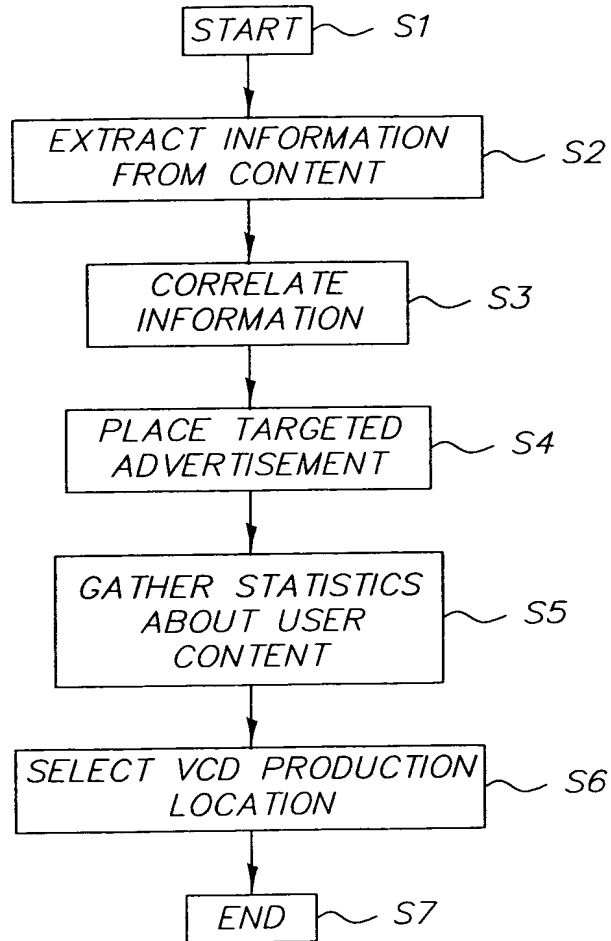 START
S1
EXTRACT INFORMATION
FROM CONTENT
S2
CORRELATE
INFORMATION
S3
PLACE TARGETED
ADVERTISEMENT
S4
GATHER STATISTICS
ABOUT USER
CONTENT
S5
SELECT VCD PRODUCTION
LOCATION
S6
END
S7